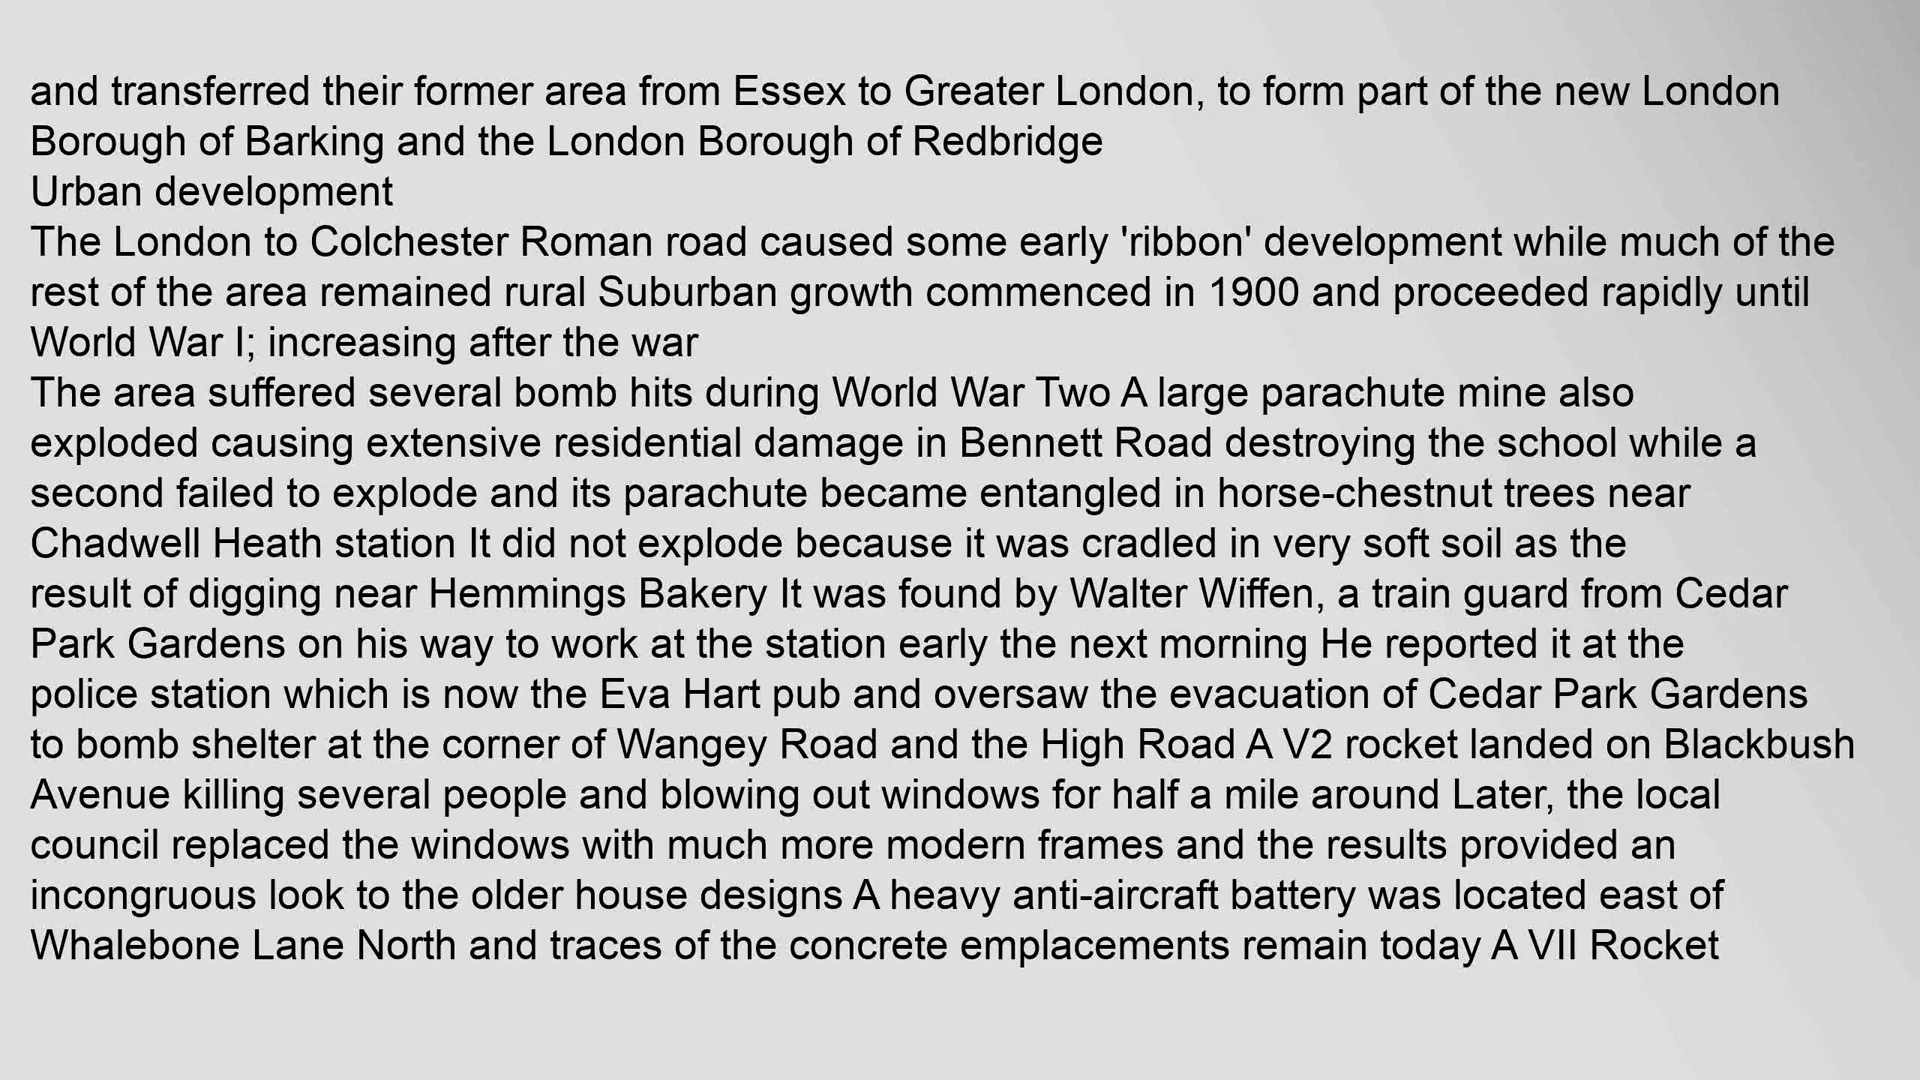 and transferred their former area from Essex to Greater London, to form part of the new London
Borough of Barking and the London Borough of Redbridge
Urban development
The London to Colchester Roman road caused some early 'ribbon' development while much of the
rest of the area remained rural Suburban growth commenced in 1900 and proceeded rapidly until
World War I; increasing after the war
The area suffered several bomb hits during World War Two A large parachute mine also
exploded causing extensive residential damage in Bennett Road destroying the school while a
second failed to explode and its parachute became entangled in horse-chestnut trees near
Chadwell Heath station It did not explode because it was cradled in very soft soil as the
result of digging near Hemmings Bakery It was found by Walter Wiffen, a train guard from Cedar
Park Gardens on his way to work at the station early the next morning He reported it at the
police station which is now the Eva Hart pub and oversaw the evacuation of Cedar Park Gardens
to bomb shelter at the corner of Wangey Road and the High Road A V2 rocket landed on Blackbush
Avenue killing several people and blowing out windows for half a mile around Later, the local
council replaced the windows with much more modern frames and the results provided an
incongruous look to the older house designs A heavy anti-aircraft battery was located east of
Whalebone Lane North and traces of the concrete emplacements remain today A VII Rocket